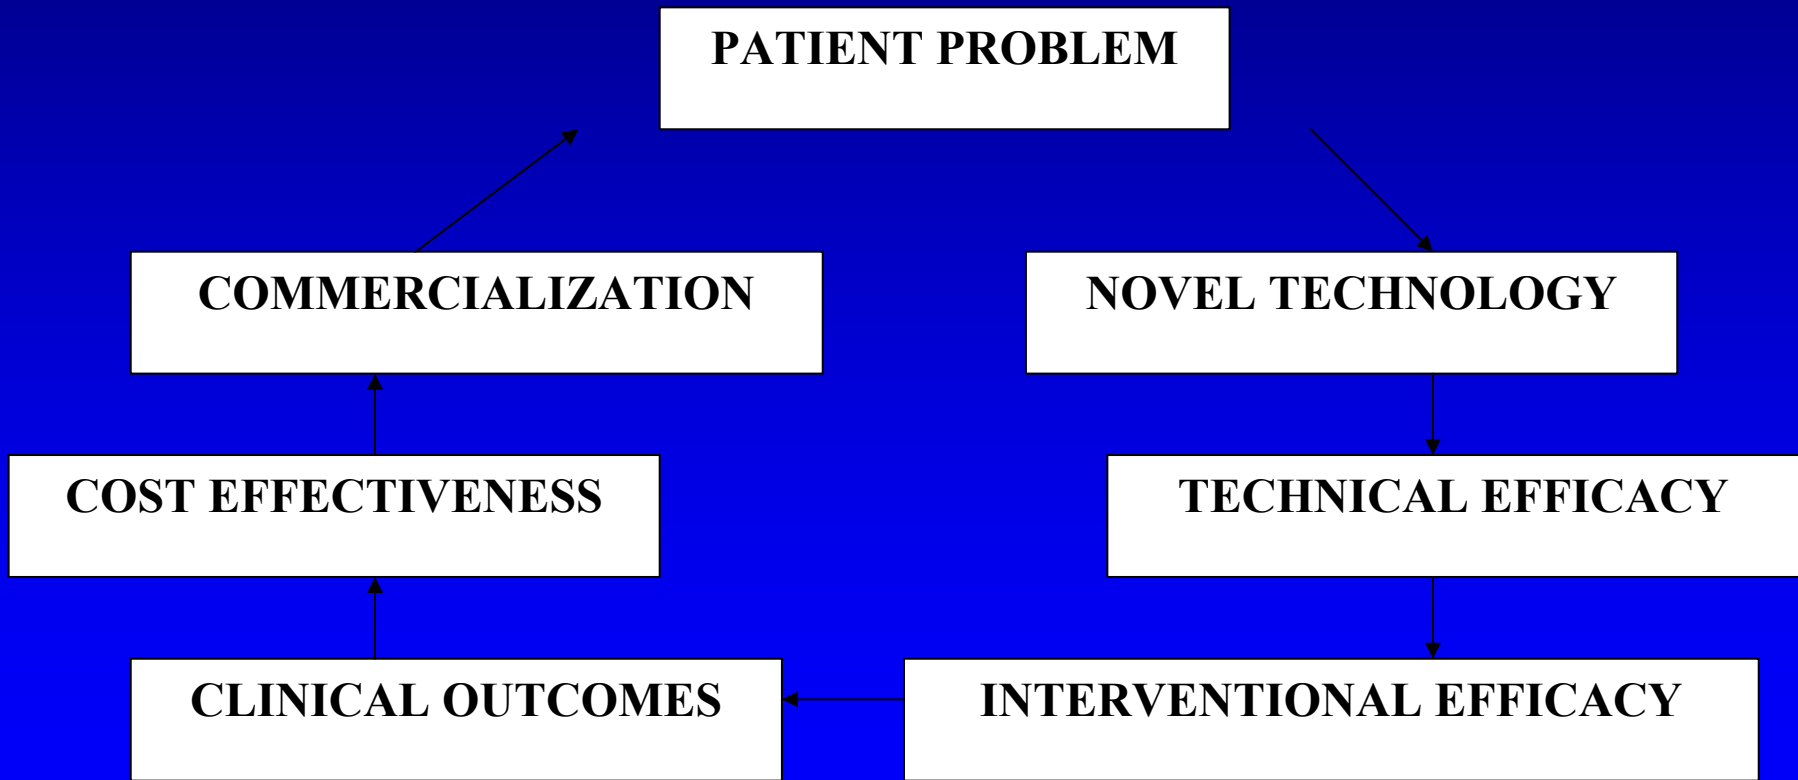 PATIENT PROBLEM
COMMERCIALIZATION
NOVEL TECHNOLOGY
COST EFFECTIVENESS
TECHNICAL EFFICACY
CLINICAL OUTCOMES
INTERVENTIONAL EFFICACY